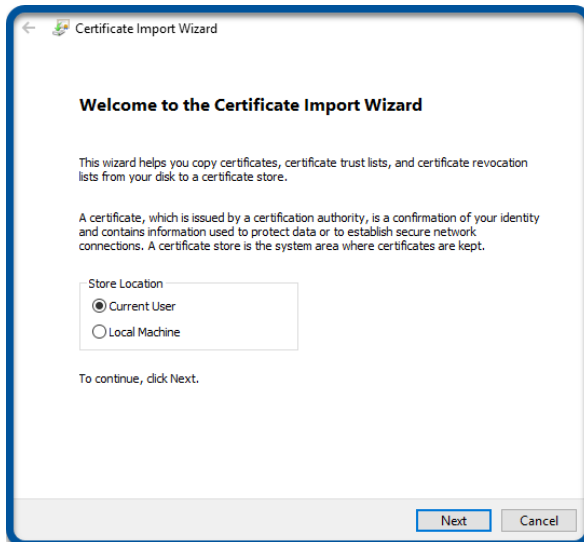 Certificate Import Wizard
Welcome to the Certificate Import Wizard
This wizard helps you copy certificates, certificate trust lists, and certificate revocation
lists from your disk to a certificate store.
A certificate, which is issued by a certification authority, is a confirmation of your identity
and contains information used to protect data or to establish secure network
connections. A certificate store is the system area where certificates are kept.
Store Location
Current User
Local Machine
To continue, click Next.
Next
Cancel